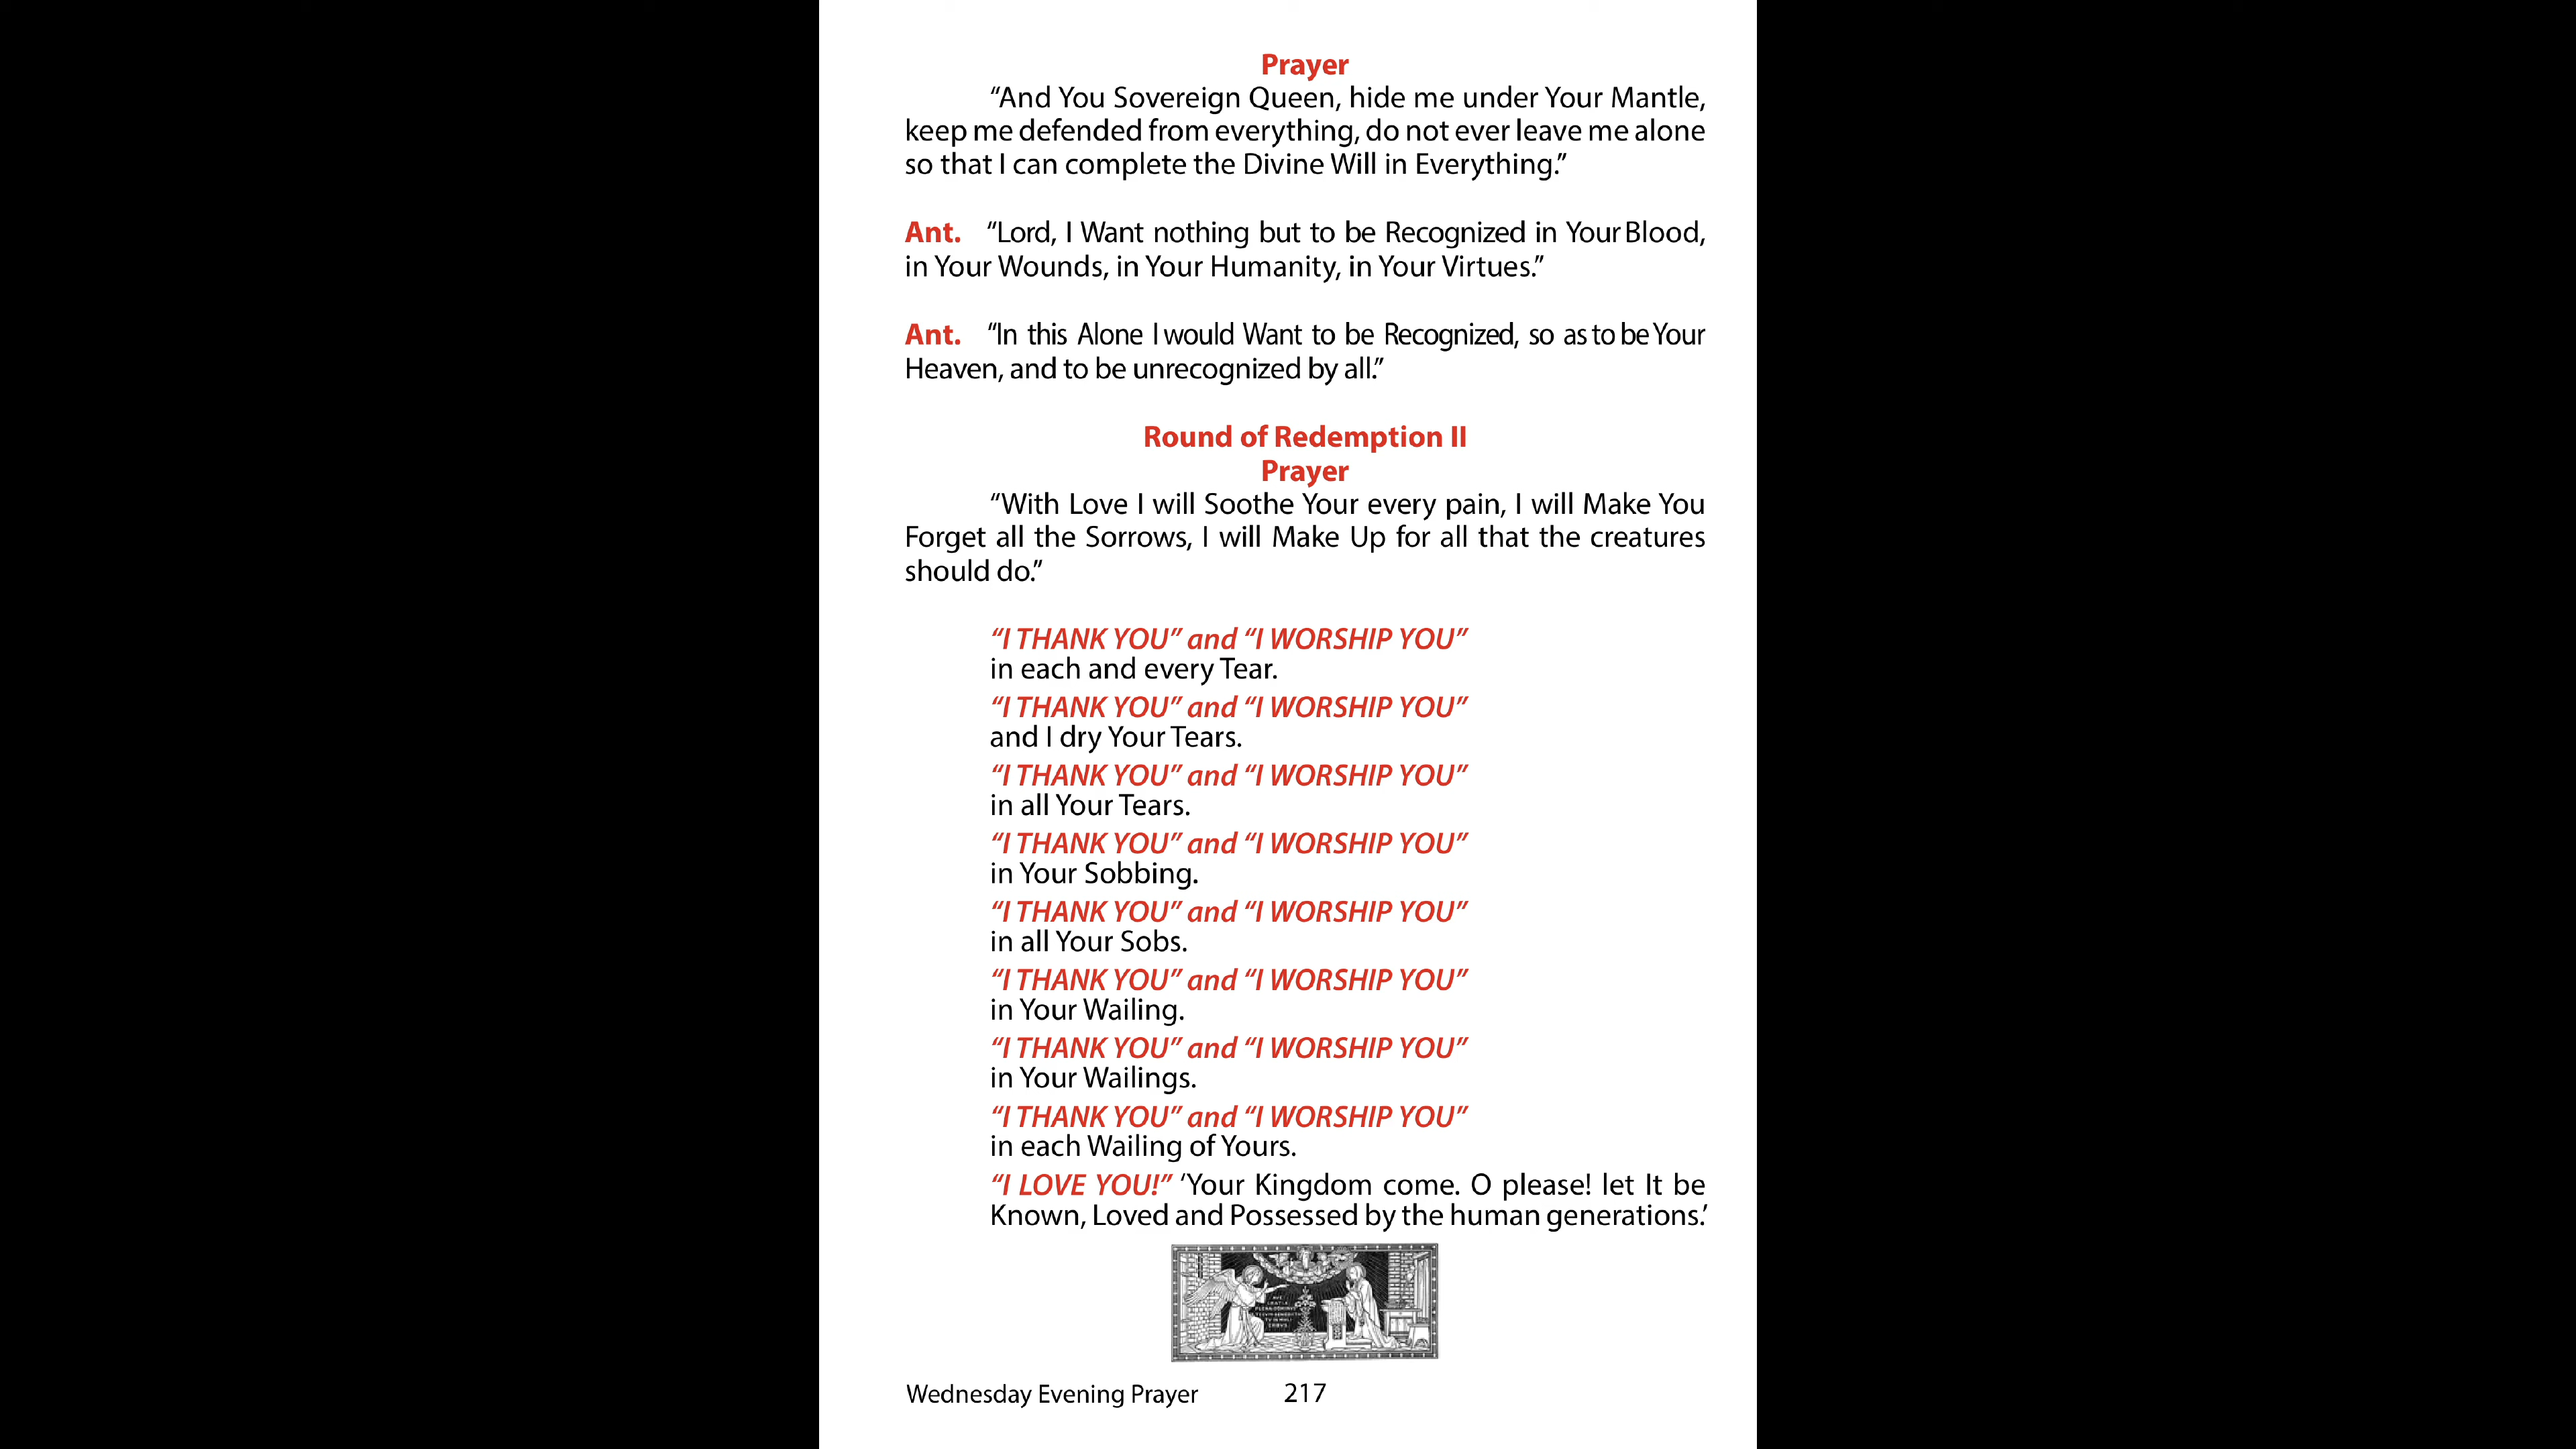 Prayer
“And You Sovereign Queen, hide me under Your Mantle,
keep me defended from everything, do not ever leave me alone
so that I can complete the Divine Will in Everything.”
Ant. “Lord, I Want nothing but to be Recognized in Your Blood,
in Your Wounds, in Your Humanity, in Your Virtues.”
Ant. “In this Alone I would Want to be Recognized, so as to be Your
Heaven, and to be unrecognized by all.”
Round of Redemption II
Prayer
“With Love I will Soothe Your every pain, I will Make You
Forget all the Sorrows, I will Make Up for all that the creatures
should do.”
“I THANK YOU” and “I WORSHIP YOU”
in each and every Tear.
“I THANK YOU” and “I WORSHIP YOU”
and I dry Your Tears.
“I THANK YOU” and “I WORSHIP YOU”
in all Your Tears.
“I THANK YOU” and “I WORSHIP YOU”
in Your Sobbing.
“I THANK YOU” and “I WORSHIP YOU”
in all Your Sobs.
“I THANK YOU” and “I WORSHIP YOU”
in Your Wailing.
“I THANK YOU” and “I WORSHIP YOU”
in Your Wailings.
“I THANK YOU” and “I WORSHIP YOU”
in each Wailing of Yours.
“I LOVE YOU!” ‘Your Kingdom come. O please! let It be
Known, Loved and Possessed by the human generations.’
Wednesday Evening Prayer 217